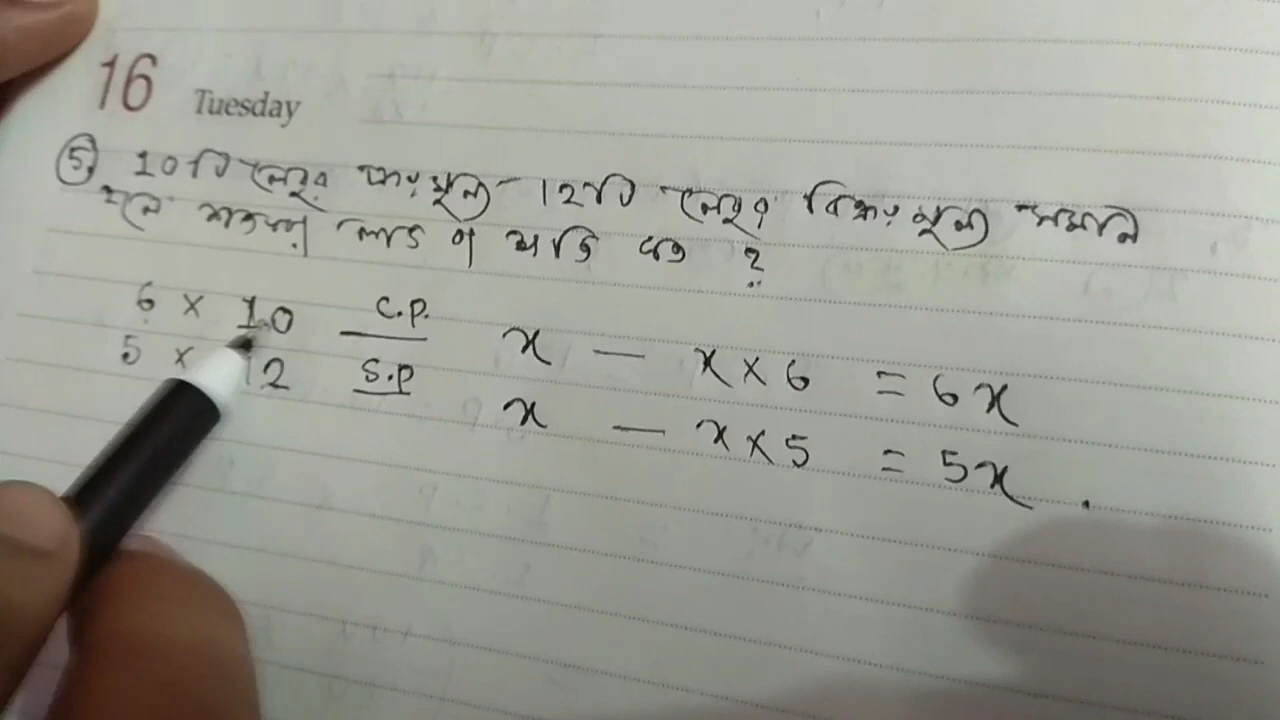 16 Tuesday
5. 10টি লেবুর ক্রয়মূল্য 12টি লেবুর বিক্রয়মূল্য সমান
হলে শতকরা লাভ বা ক্ষতি কত ?
6 × 10 C.P. x — x × 6 = 6x
5 × 12 S.P x — x × 5 = 5x .